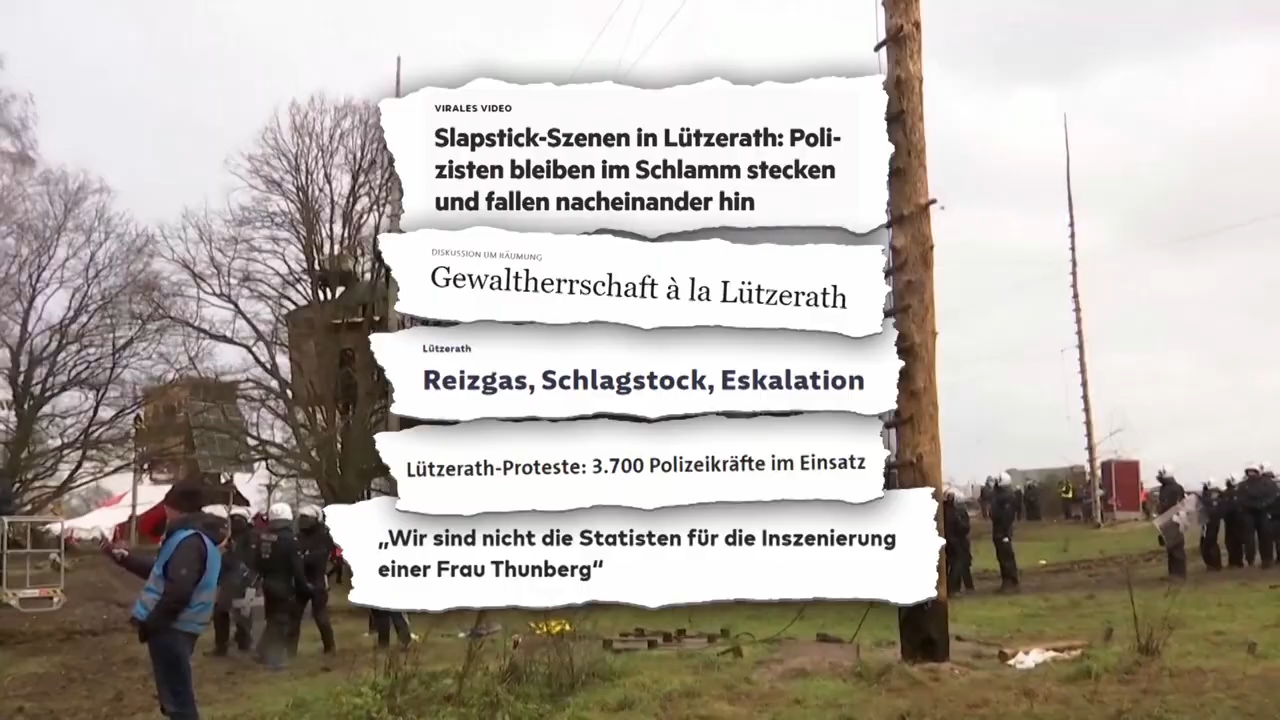 VIRALES VIDEO
Slapstick-Szenen in Lützerath: Poli-
zisten bleiben im Schlamm stecken
und fallen nacheinander hin
DISKUSSION UM RÄUMUNG
Gewaltherrschaft à la Lützerath
Lützerath
Reizgas, Schlagstock, Eskalation
Lützerath-Proteste: 3.700 Polizeikräfte im Einsatz
„Wir sind nicht die Statisten für die Inszenierung
einer Frau Thunberg“